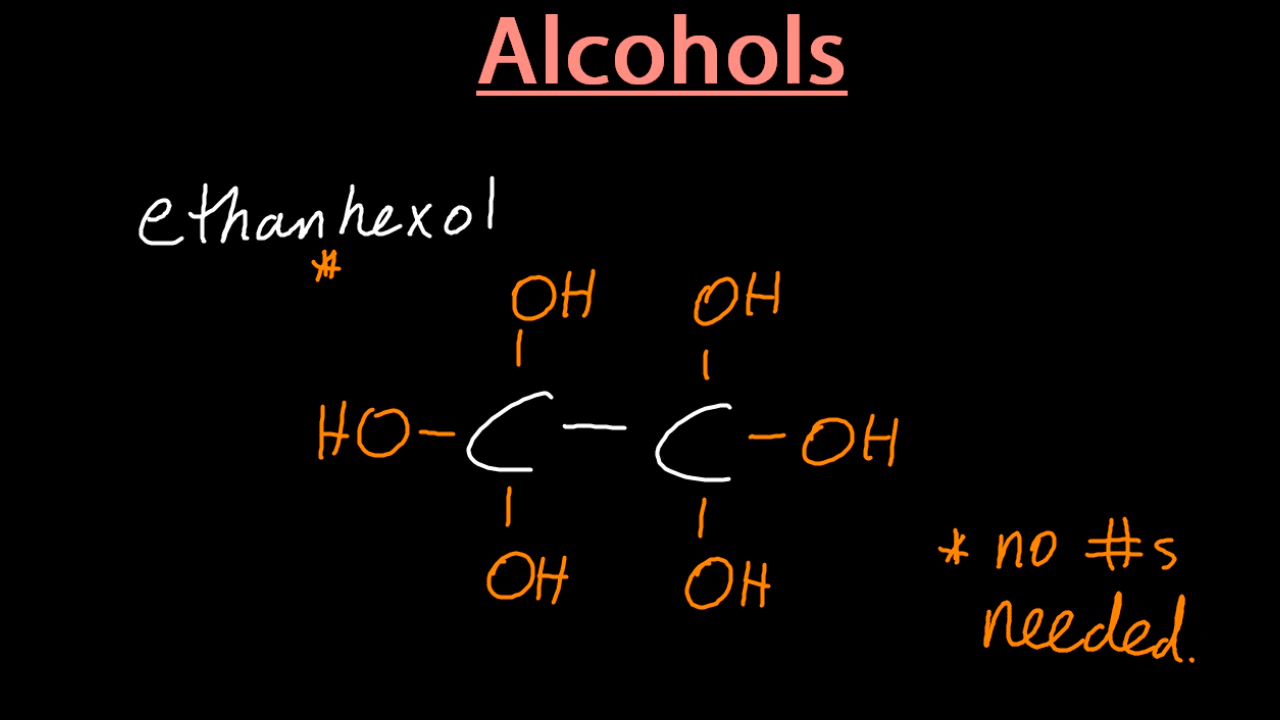 Alcohols
ethanhexol
*
OH OH
HO-C-C-OH
OH OH
* no #s
needed.